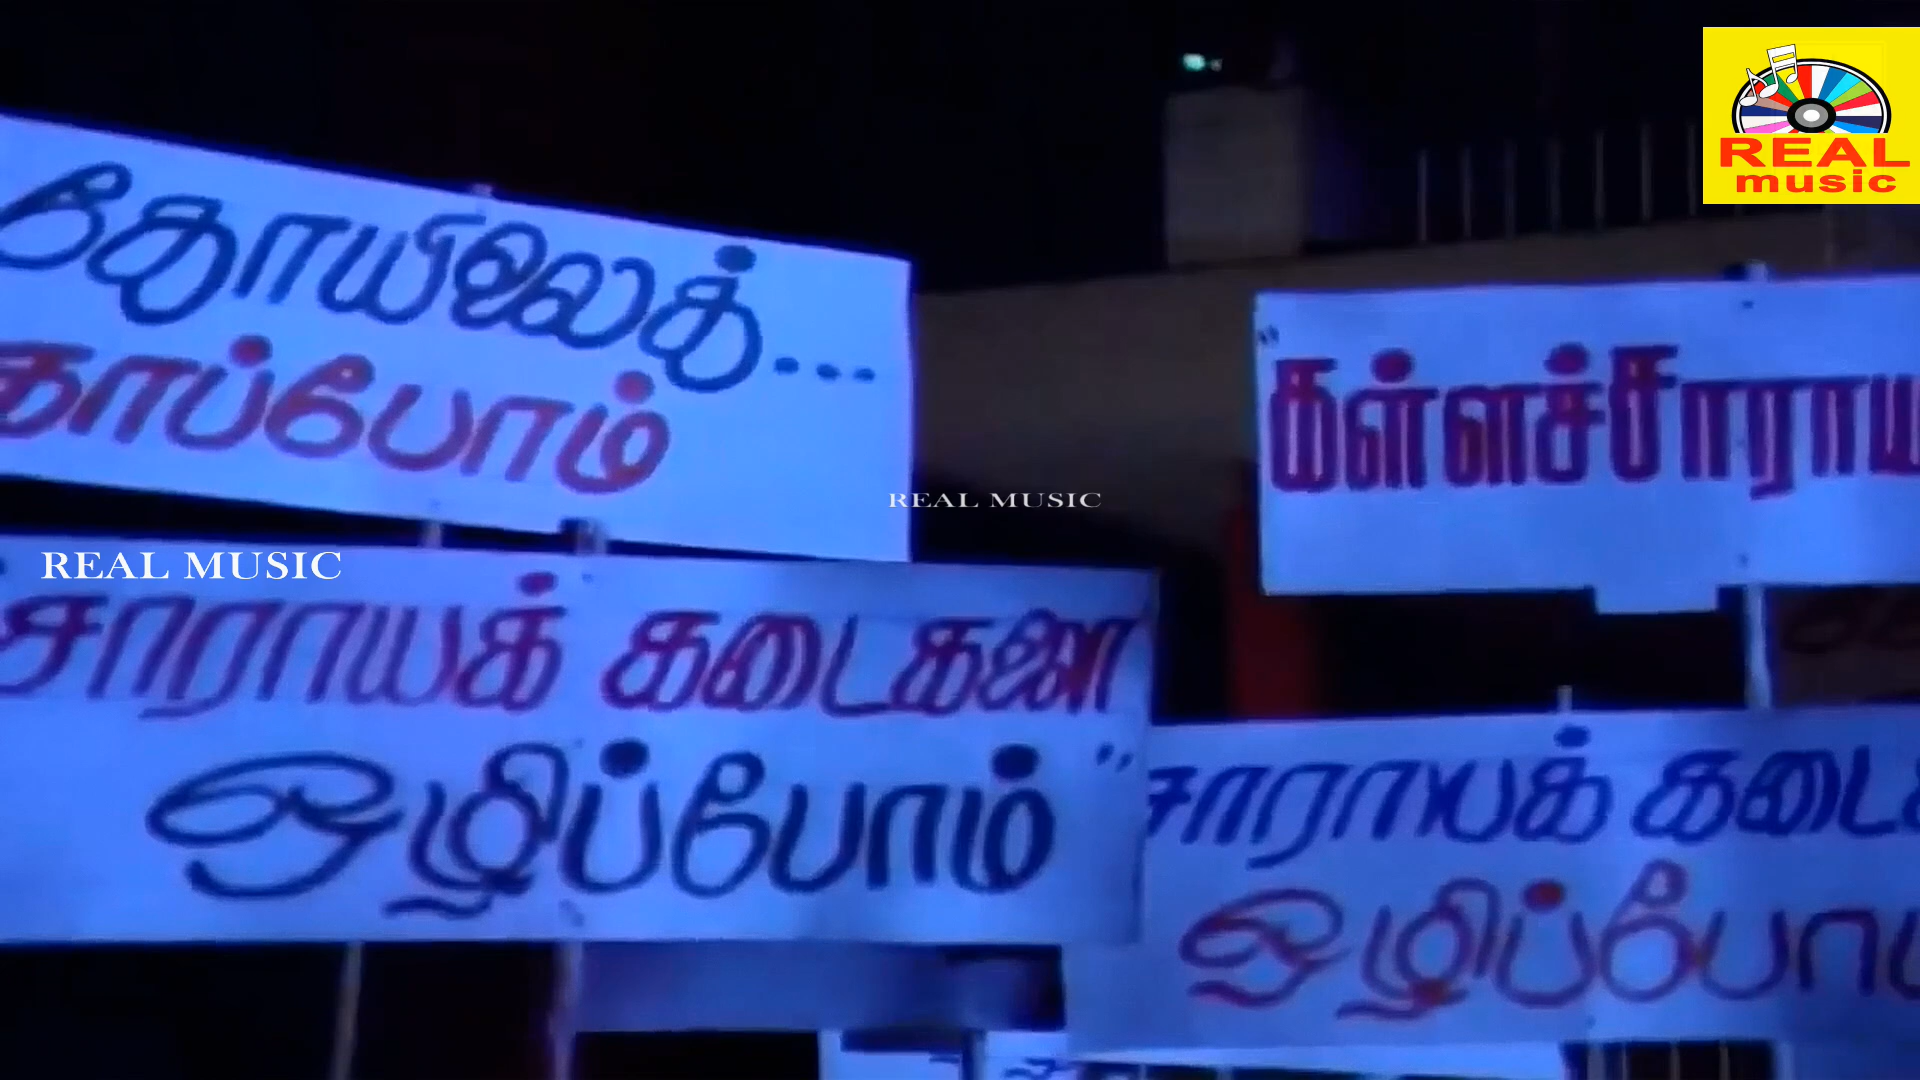 கோயிலைக்...
காப்போம்
சாராயக் கடைகளை
ஒழிப்போம்"
"கள்ளச்சாராய
சாராயக் கடை
ஒழிப்போ
REAL
music
REAL MUSIC
REAL MUSIC